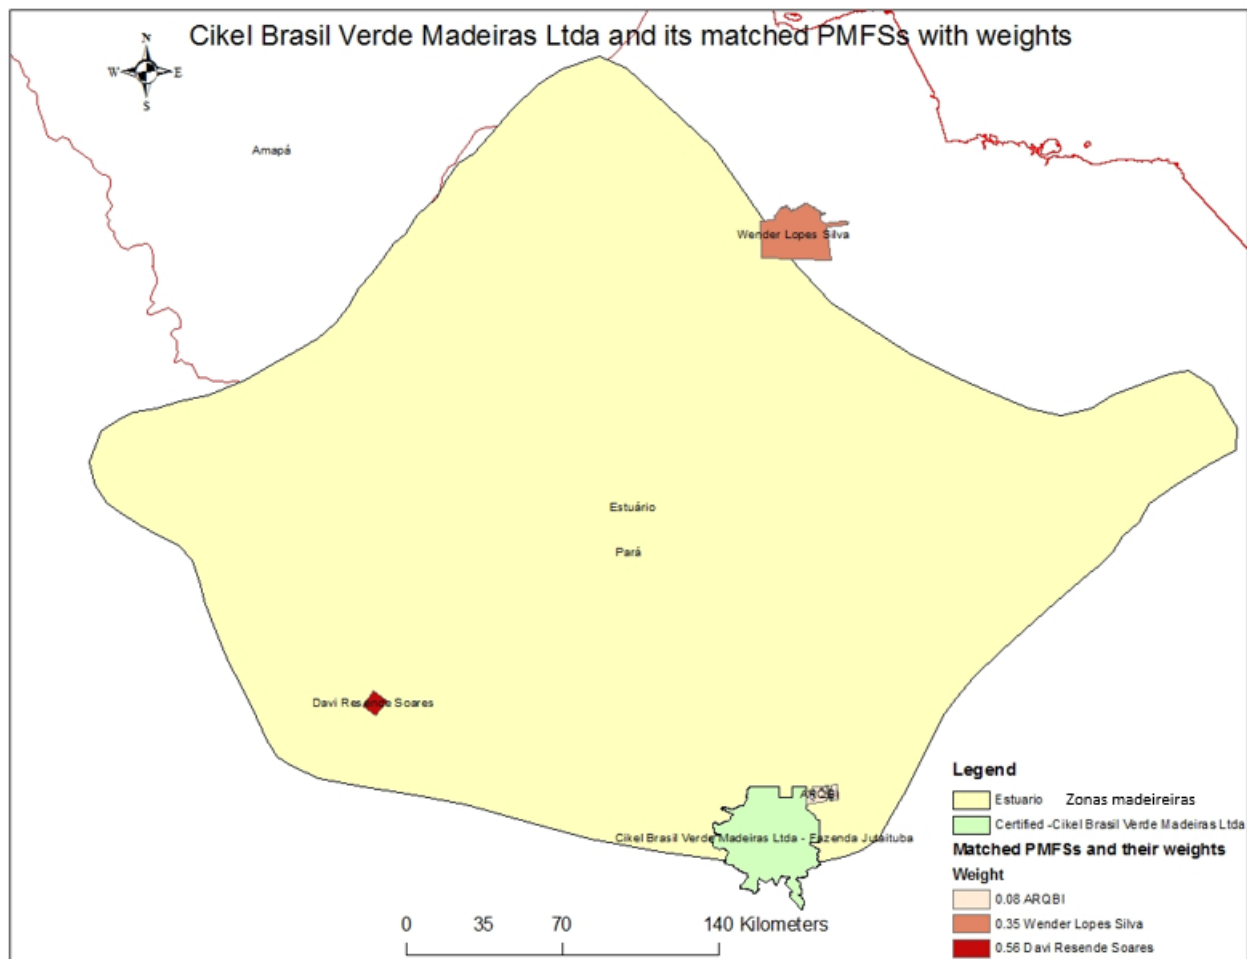 Cikel Brasil Verde Madeiras Ltda and its matched PMFSs with weights
N
W E
S
Amapá
Wender Lopes Silva
Estuário
Pará
Davi Resende Soares
ARQBI
Cikel Brasil Verde Madeiras Ltda - Fazenda Jutaituba
0 35 70 140 Kilometers
Legend
Estuario Zonas madeireiras
Certified -Cikel Brasil Verde Madeiras Ltda
Matched PMFSs and their weights
Weight
0.08 ARQBI
0.35 Wender Lopes Silva
0.56 Davi Resende Soares